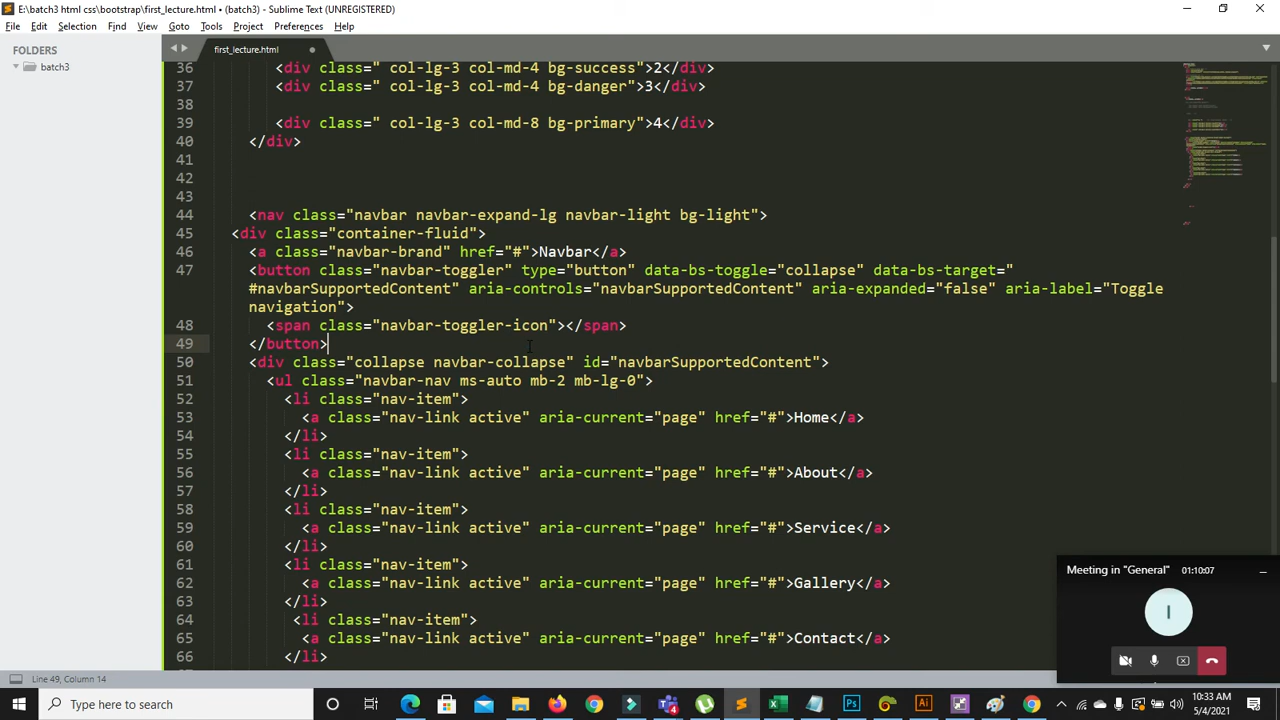 E:\batch3 html css\bootstrap\first_lecture.html • (batch3) - Sublime Text (UNREGISTERED)
File Edit Selection Find View Goto Tools Project Preferences Help
FOLDERS
batch3
first_lecture.html
36 <div class=" col-lg-3 col-md-4 bg-success">2</div>
37 <div class=" col-lg-3 col-md-4 bg-danger">3</div>
38
39 <div class=" col-lg-3 col-md-8 bg-primary">4</div>
40 </div>
41
42
43
44 <nav class="navbar navbar-expand-lg navbar-light bg-light">
45 <div class="container-fluid">
46 <a class="navbar-brand" href="#">Navbar</a>
47 <button class="navbar-toggler" type="button" data-bs-toggle="collapse" data-bs-target="
#navbarSupportedContent" aria-controls="navbarSupportedContent" aria-expanded="false" aria-label="Toggle
navigation">
48 <span class="navbar-toggler-icon"></span>
49 </button>
50 <div class="collapse navbar-collapse" id="navbarSupportedContent">
51 <ul class="navbar-nav ms-auto mb-2 mb-lg-0">
52 <li class="nav-item">
53 <a class="nav-link active" aria-current="page" href="#">Home</a>
54 </li>
55 <li class="nav-item">
56 <a class="nav-link active" aria-current="page" href="#">About</a>
57 </li>
58 <li class="nav-item">
59 <a class="nav-link active" aria-current="page" href="#">Service</a>
60 </li>
61 <li class="nav-item">
62 <a class="nav-link active" aria-current="page" href="#">Gallery</a>
63 </li>
64 <li class="nav-item">
65 <a class="nav-link active" aria-current="page" href="#">Contact</a>
66 </li>
Meeting in "General" 01:10:07
I
Line 49, Column 14
Type here to search
4
Ps
Ai
10:33 AM
5/4/2021